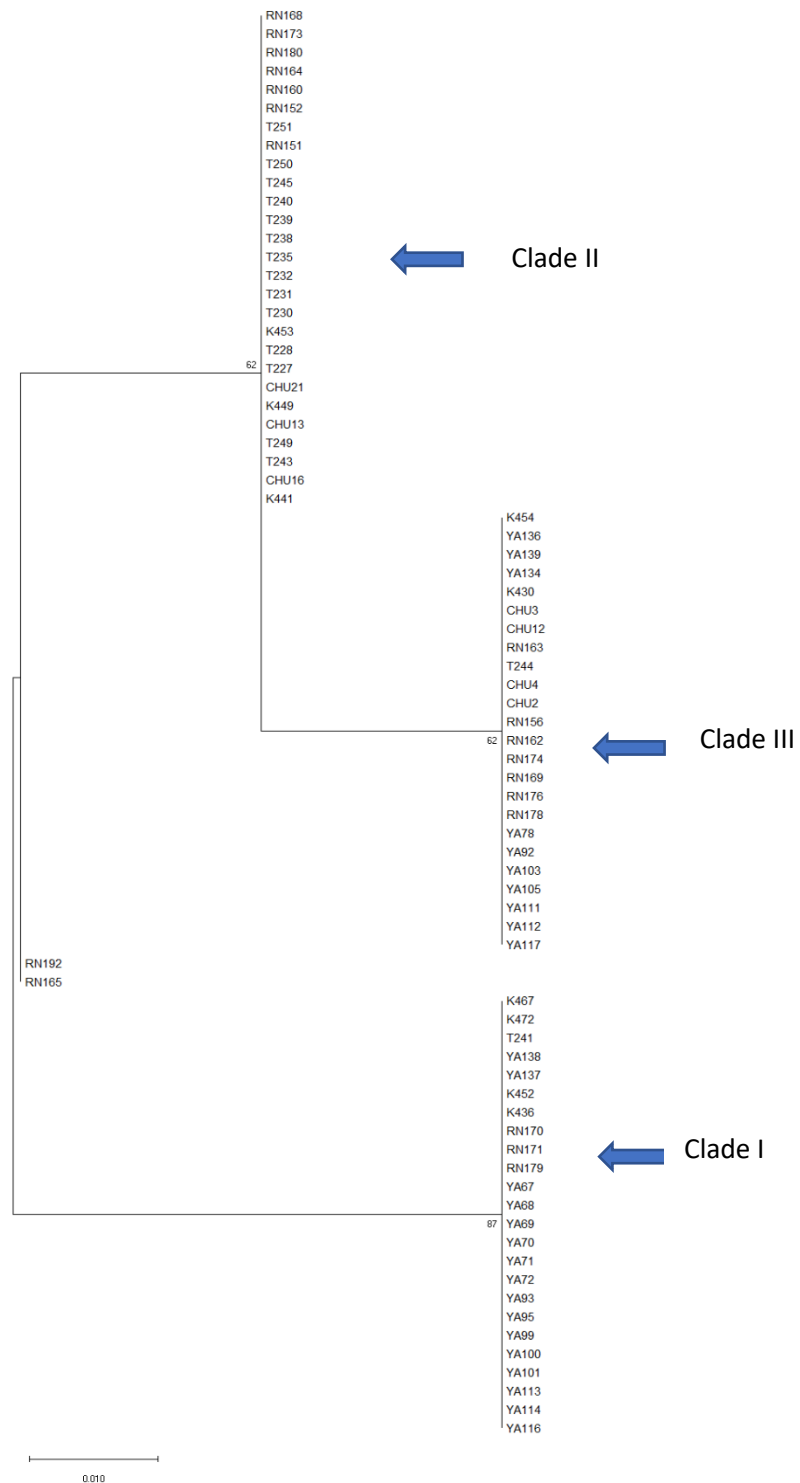 RN168
RN173
RN180
RN164
RN160
RN152
T251
RN151
T250
T245
T240
T239
T238
T235
Clade II
T232
T231
T230
K453
T228
62
T227
CHU21
K449
CHU13
T249
T243
CHU16
K441
K454
YA136
YA139
YA134
K430
CHU3
CHU12
RN163
T244
CHU4
CHU2
RN156
62
RN162
Clade III
RN174
RN169
RN176
RN178
YA78
YA92
YA103
YA105
YA111
YA112
YA117
RN192
RN165
K467
K472
T241
YA138
YA137
K452
K436
RN170
RN171
Clade I
RN179
YA67
YA68
87
YA69
YA70
YA71
YA72
YA93
YA95
YA99
YA100
YA101
YA113
YA114
YA116
0.010